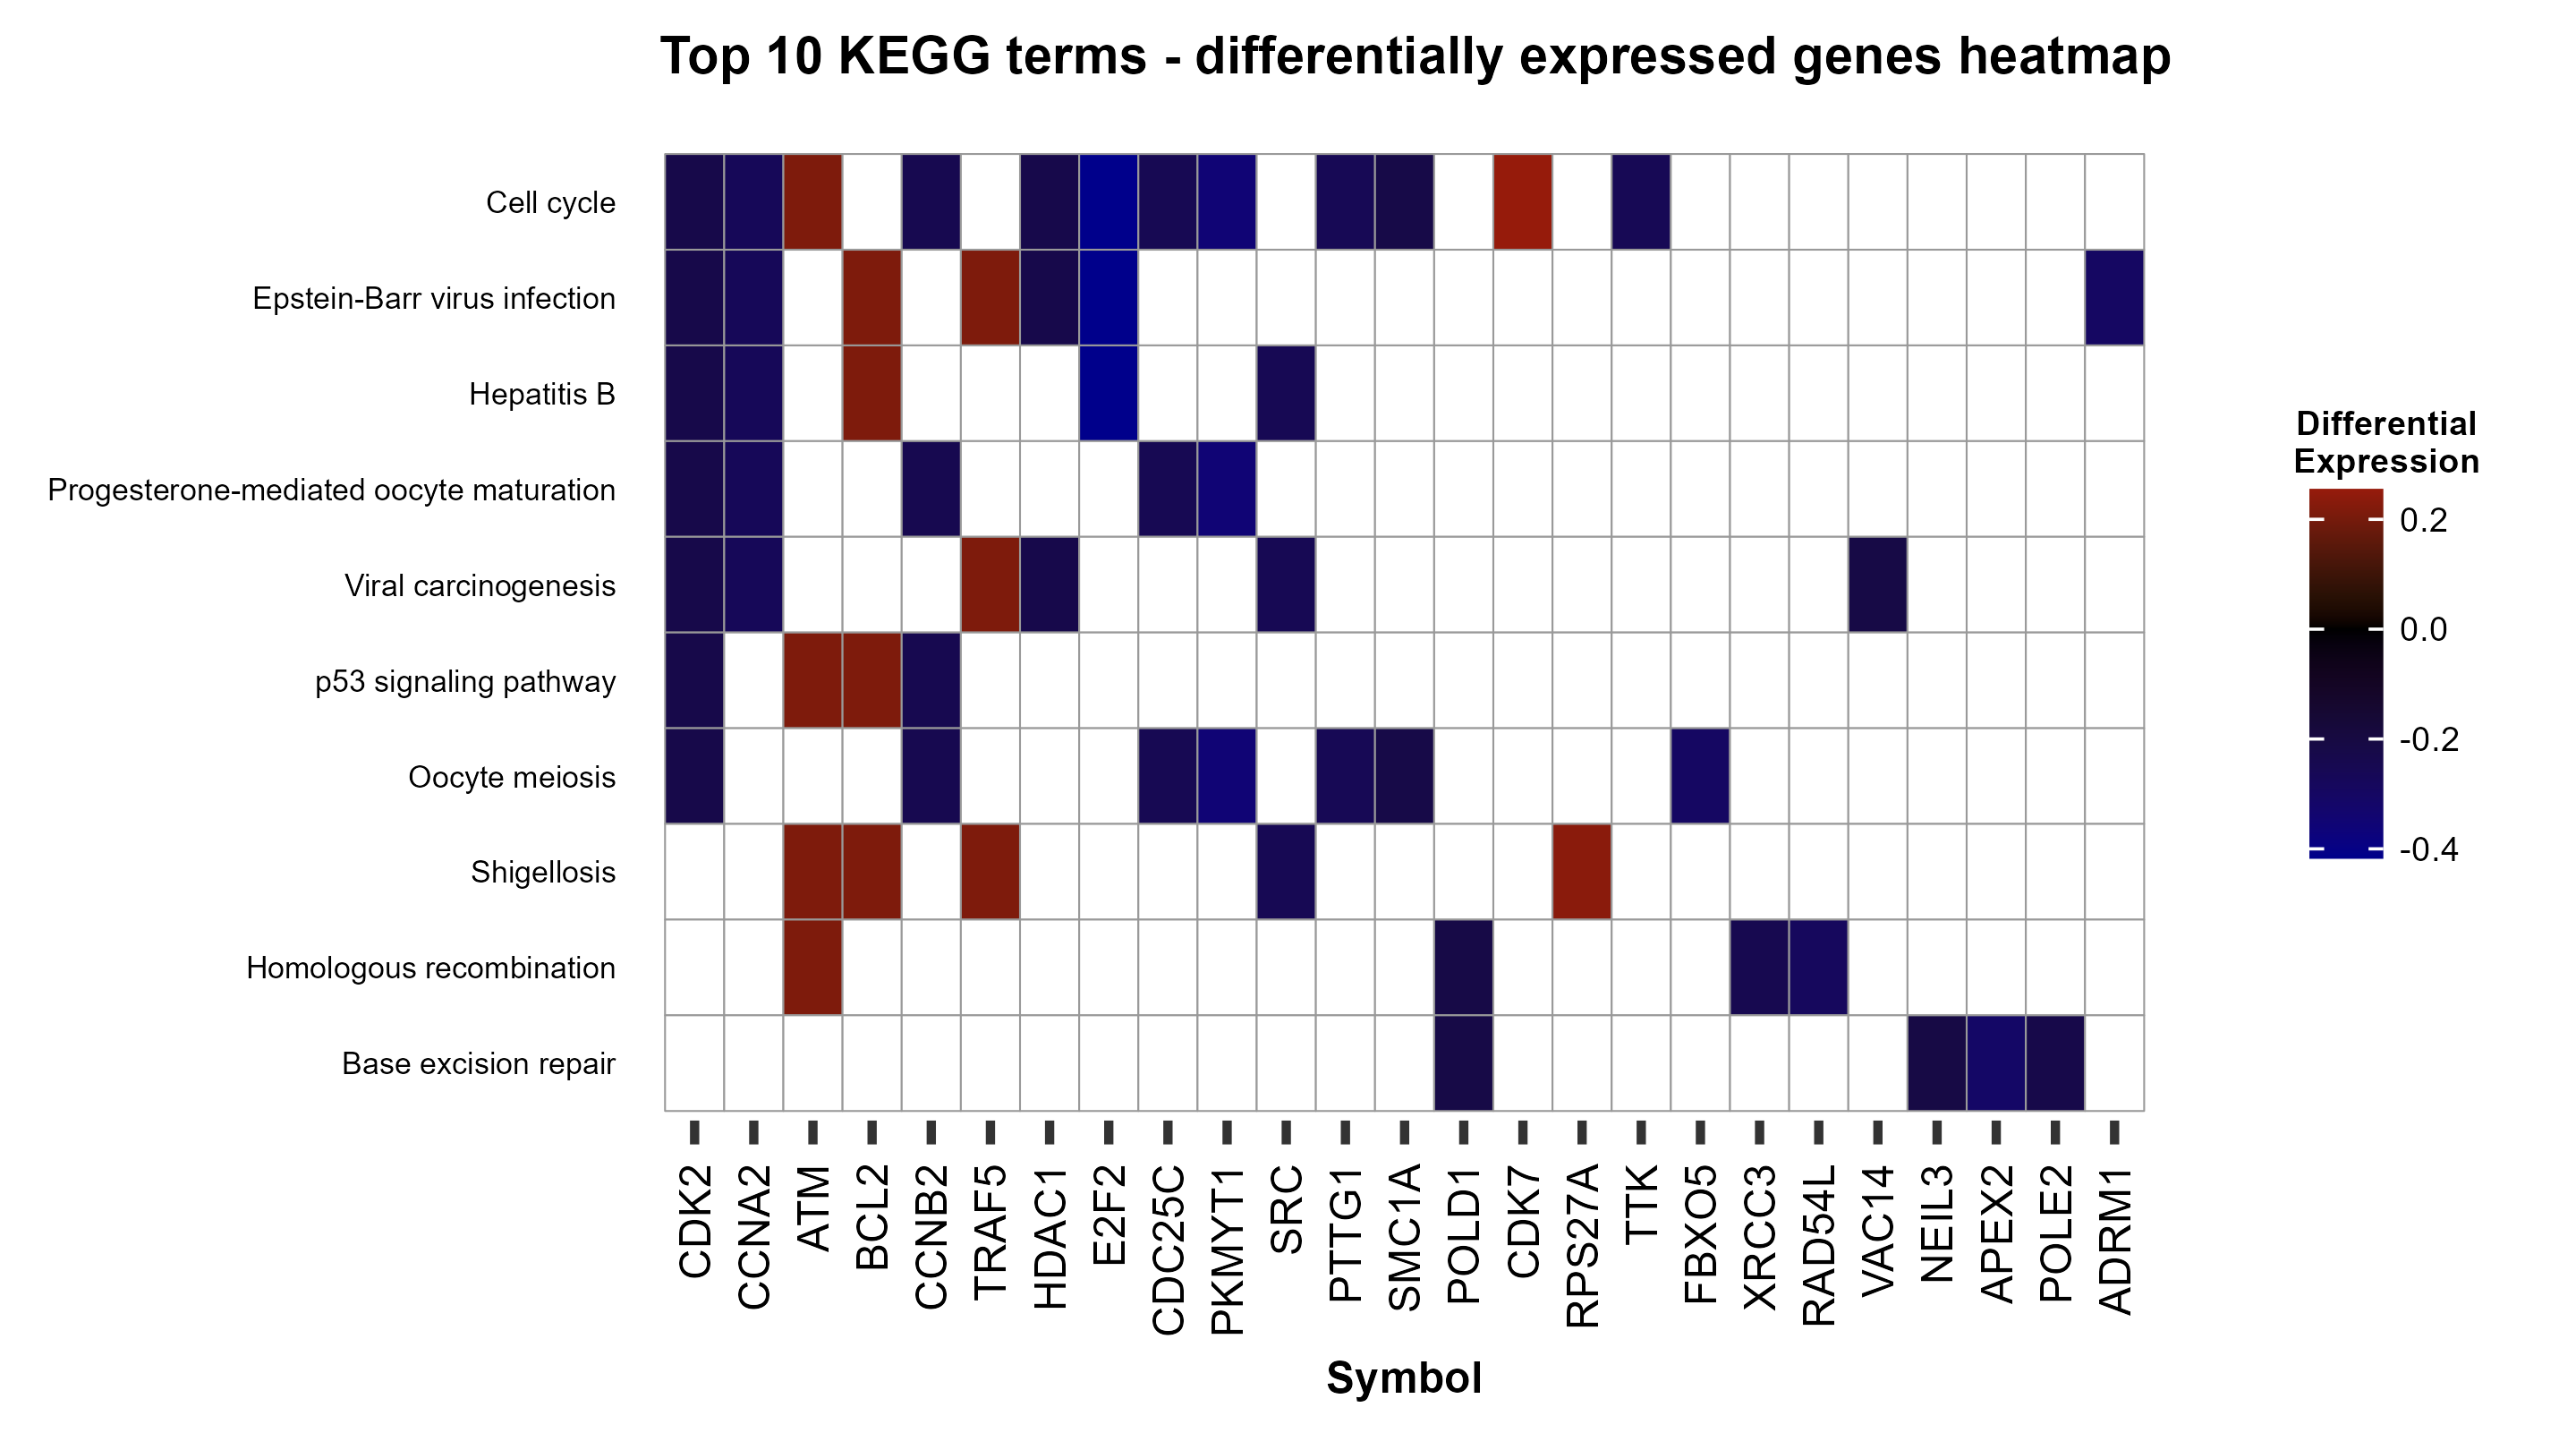 Top 10 KEGG terms - differentially expressed genes heatmap
Cell cycle
Epstein-Barr virus infection
Hepatitis B
Progesterone-mediated oocyte maturation
Viral carcinogenesis
p53 signaling pathway
Oocyte meiosis
Shigellosis
Homologous recombination
Base excision repair
CDK2
CCNA2
ATM
BCL2
CCNB2
TRAF5
HDAC1
E2F2
CDC25C
PKMYT1
SRC
PTTG1
SMC1A
POLD1
CDK7
RPS27A
TTK
FBXO5
XRCC3
RAD54L
VAC14
NEIL3
APEX2
POLE2
ADRM1
Symbol
Differential
Expression
0.2
0.0
-0.2
-0.4